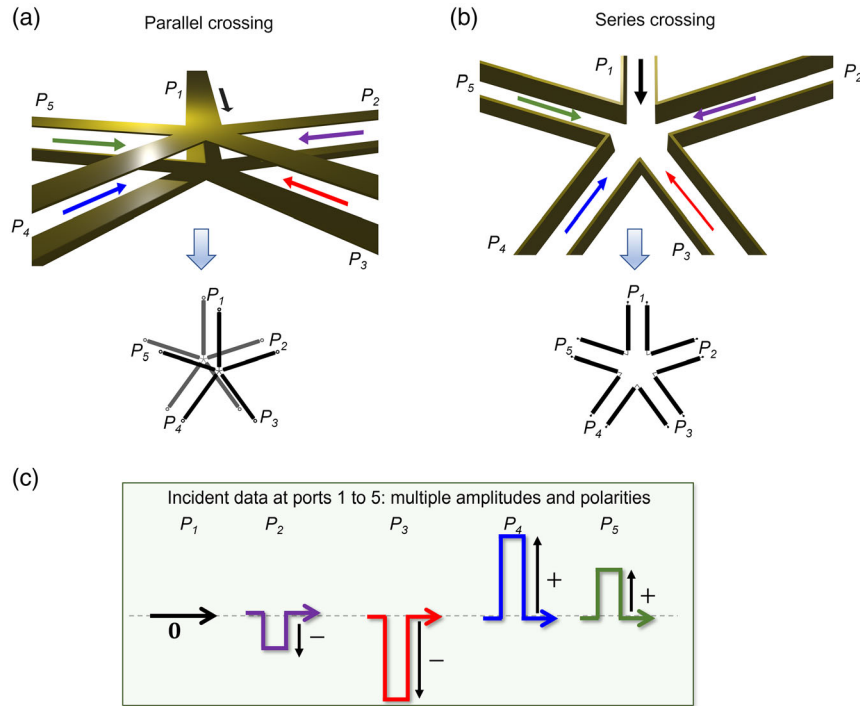 (a)
Parallel crossing
P1
P2
P5
P4
P3
P1
P5
P2
P4
P3
(b)
Series crossing
P1
P5
P2
P4
P3
P1
P5
P2
P4
P3
(c)
Incident data at ports 1 to 5: multiple amplitudes and polarities
P1 P2 P3 P4 P5
0 − − + +